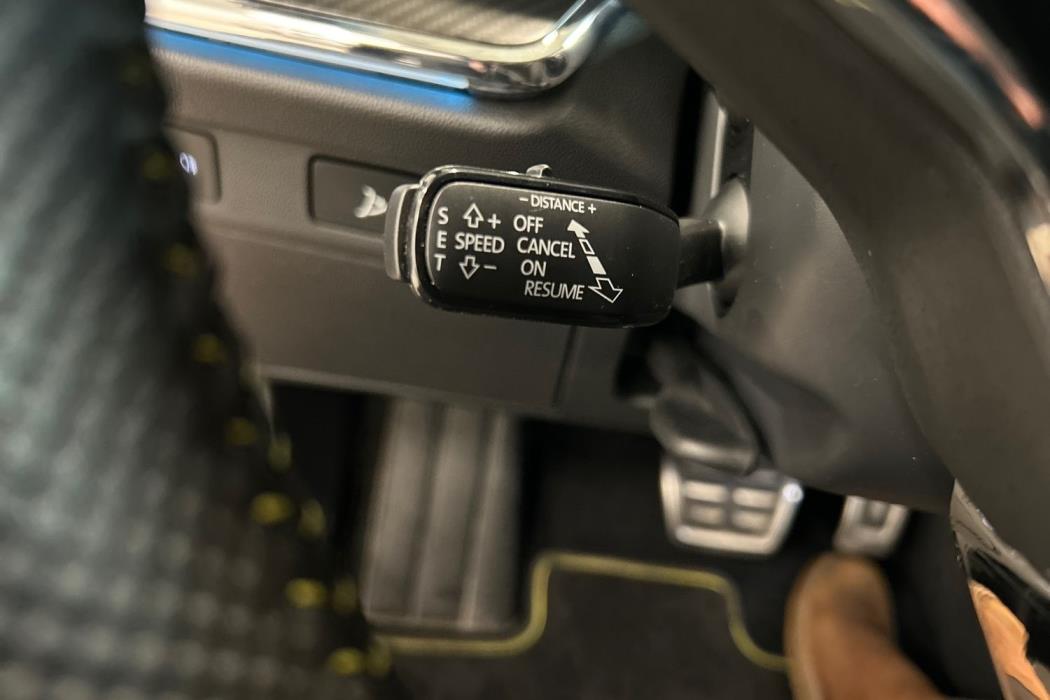 - DISTANCE +
S + OFF
E SPEED CANCEL
T - ON
RESUME